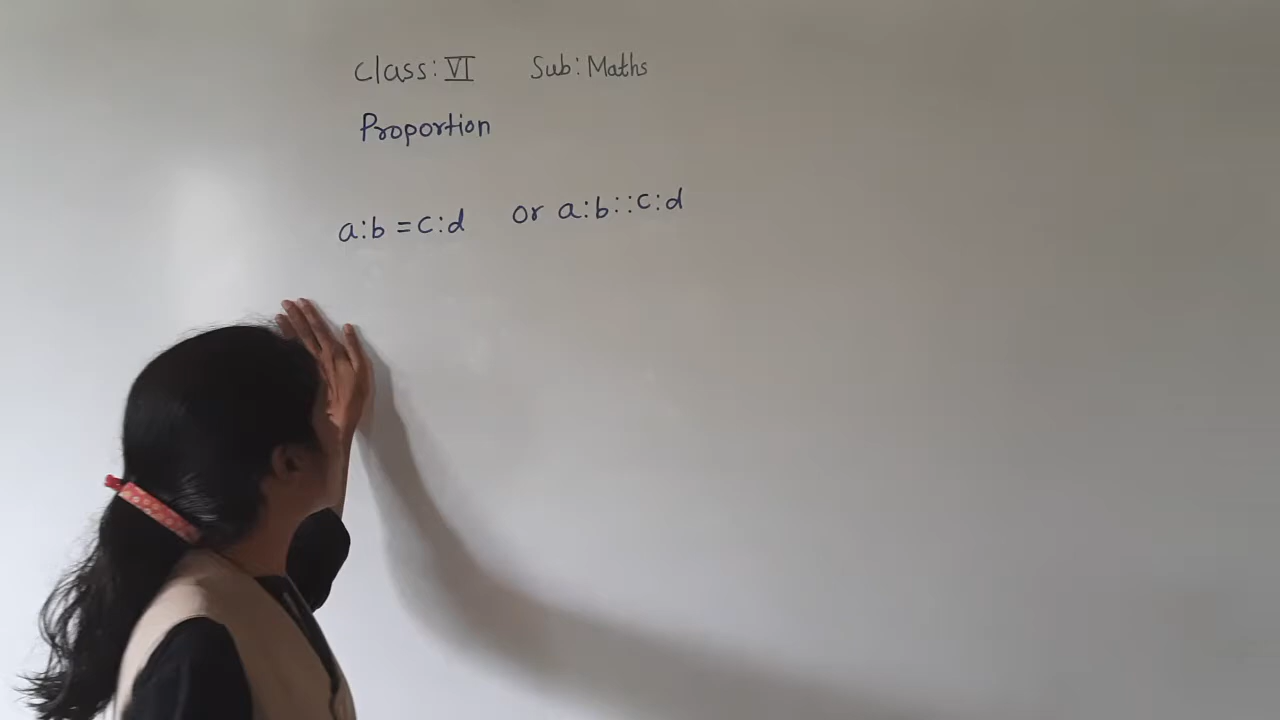 Class: VI Sub: Maths
Proportion
a:b = c:d or a:b::c:d